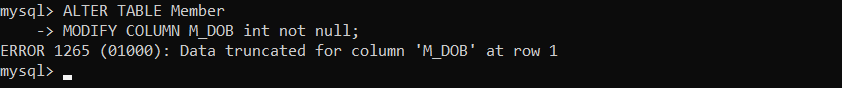 mysql> ALTER TABLE Member
    -> MODIFY COLUMN M_DOB int not null;
ERROR 1265 (01000): Data truncated for column 'M_DOB' at row 1
mysql>